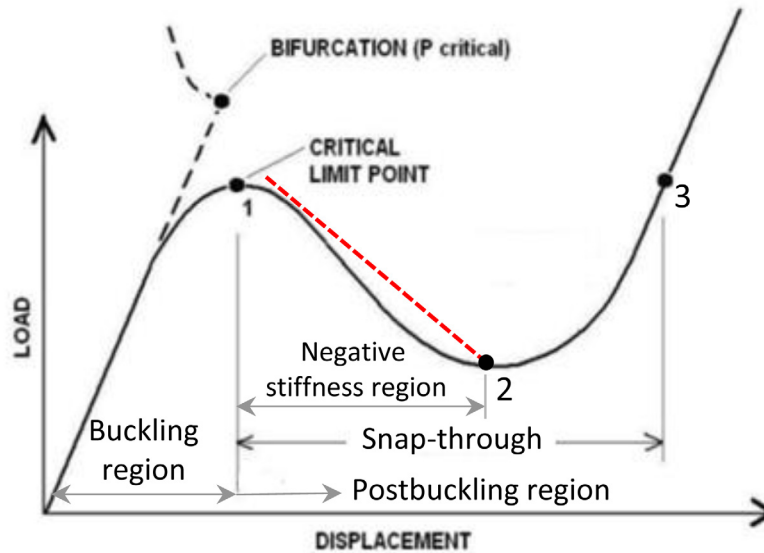 BIFURCATION (P critical)
CRITICAL
LIMIT POINT
1
3
LOAD
Negative
stiffness region
2
Buckling
region
Snap-through
Postbuckling region
DISPLACEMENT